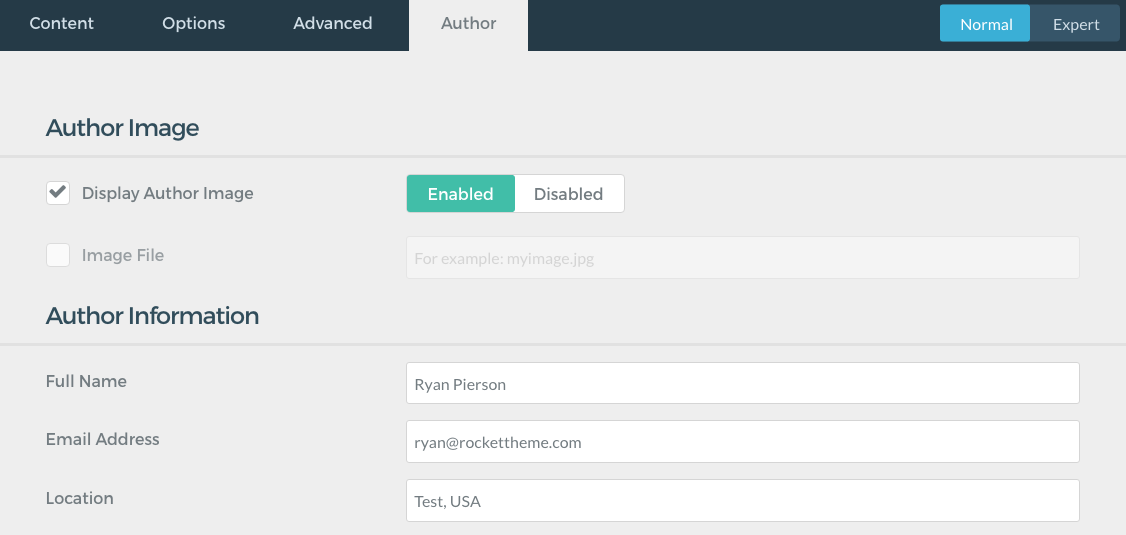 Content Options Advanced Author Normal Expert
Author Image
Display Author Image Enabled Disabled
Image File For example: myimage.jpg
Author Information
Full Name Ryan Pierson
Email Address ryan@rockettheme.com
Location Test, USA